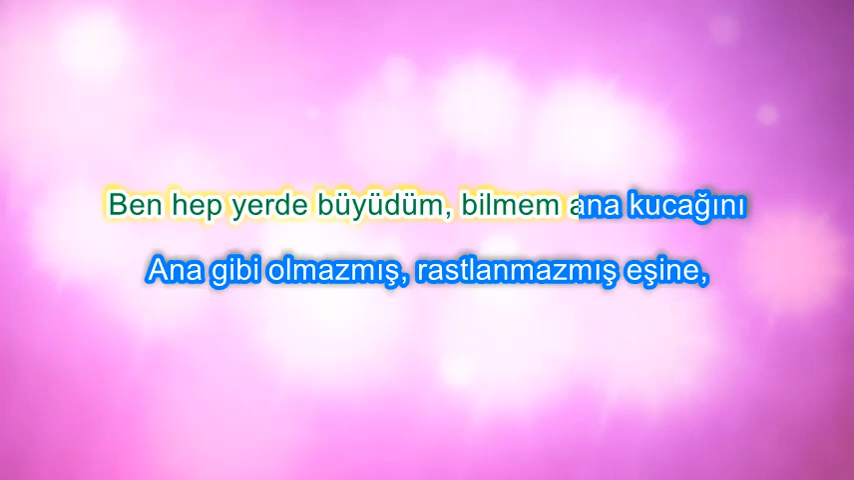 Ben hep yerde büyüdüm, bilmem ana kucağını
Ana gibi olmazmış, rastlanmazmış eşine,